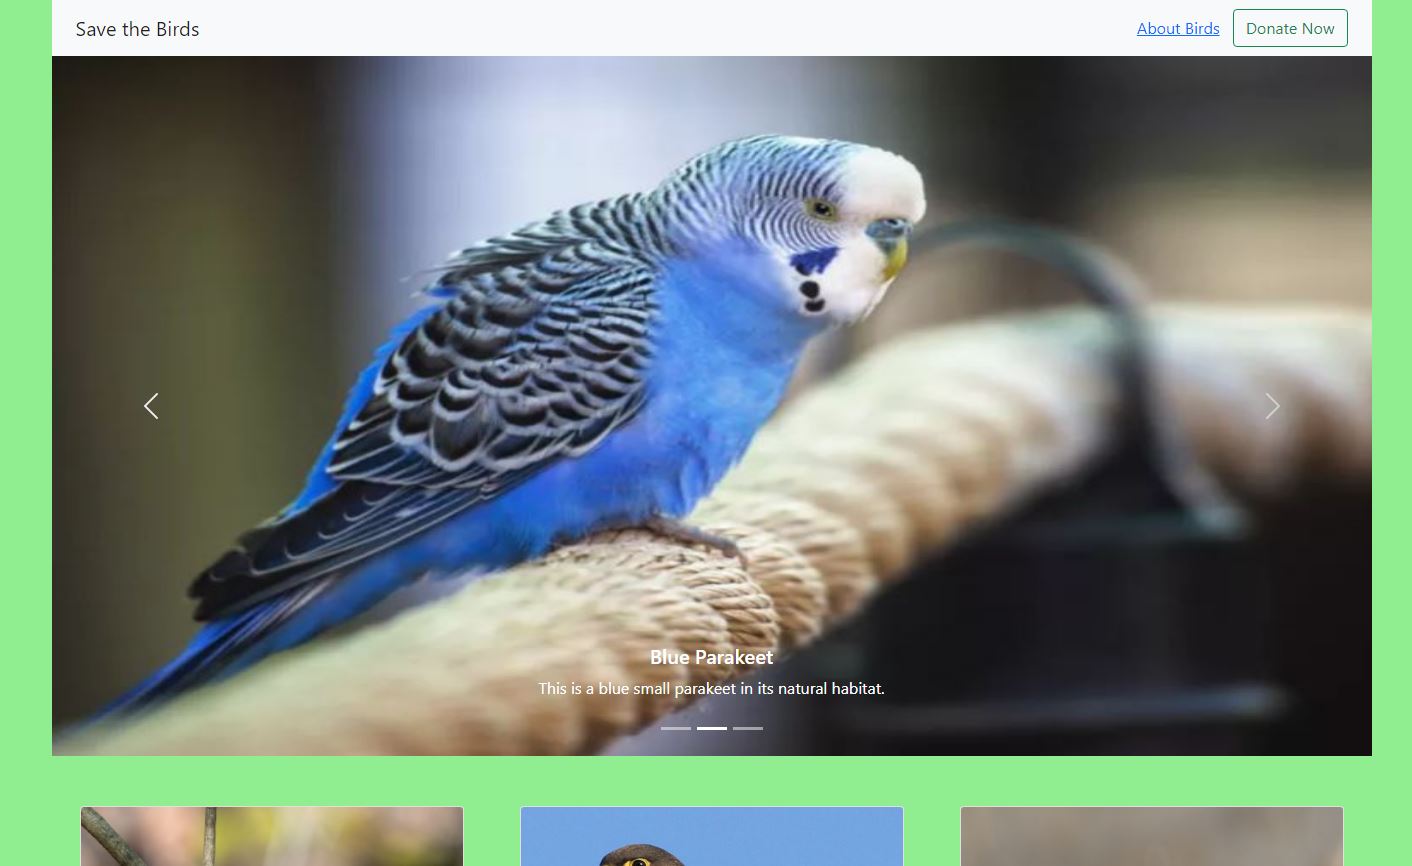 Save the Birds
About Birds
Donate Now
Blue Parakeet
This is a blue small parakeet in its natural habitat.